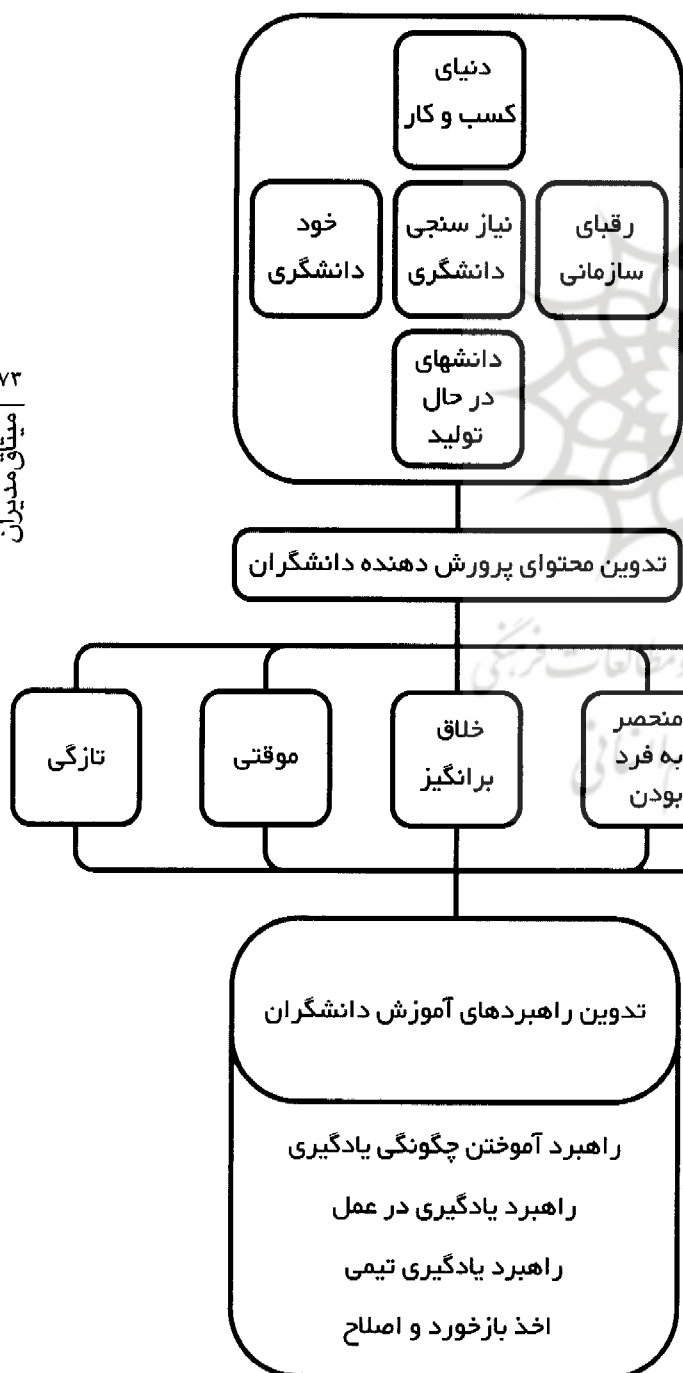 دنیای
کسب و کار
رقبای
سازمانی
نیاز سنجی
دانشگری
خود
دانشگری
دانشهای
در حال
تولید
تدوین محتوای پرورش دهنده دانشگران
منحصر
به فرد
بودن
خلاق
برانگیز
موقتی
تازگی
تدوین راهبردهای آموزش دانشگران
راهبرد آموختن چگونگی یادگیری
راهبرد یادگیری در عمل
راهبرد یادگیری تیمی
اخذ بازخورد و اصلاح
۷۳
میثاق مدیران
ومطالعات فرهنگی